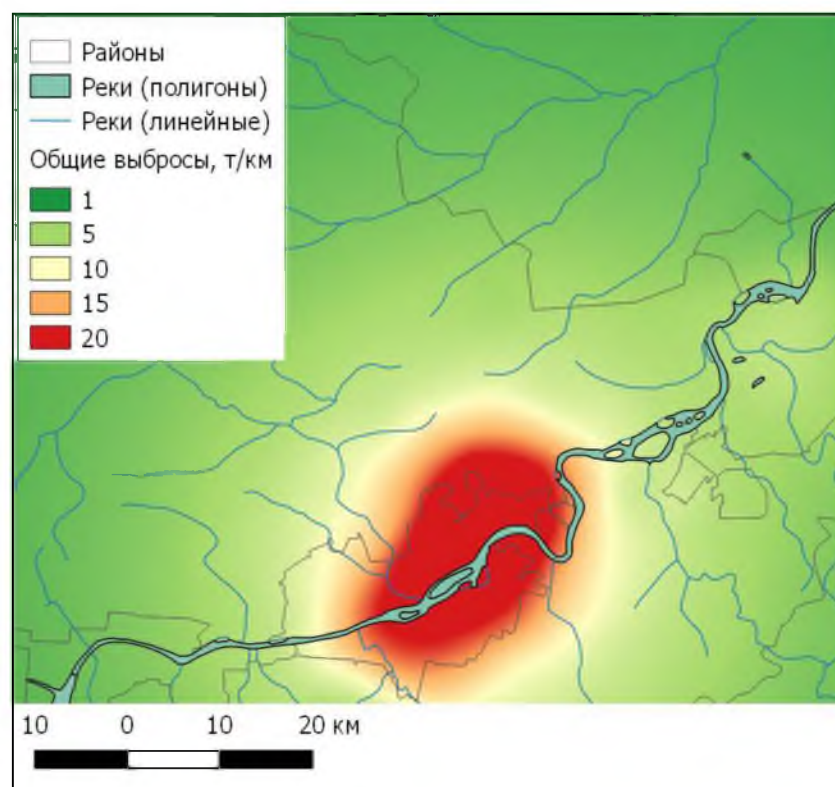 Районы
Реки (полигоны)
Реки (линейные)
Общие выбросы, т/км
1
5
10
15
20
10 0 10 20 км